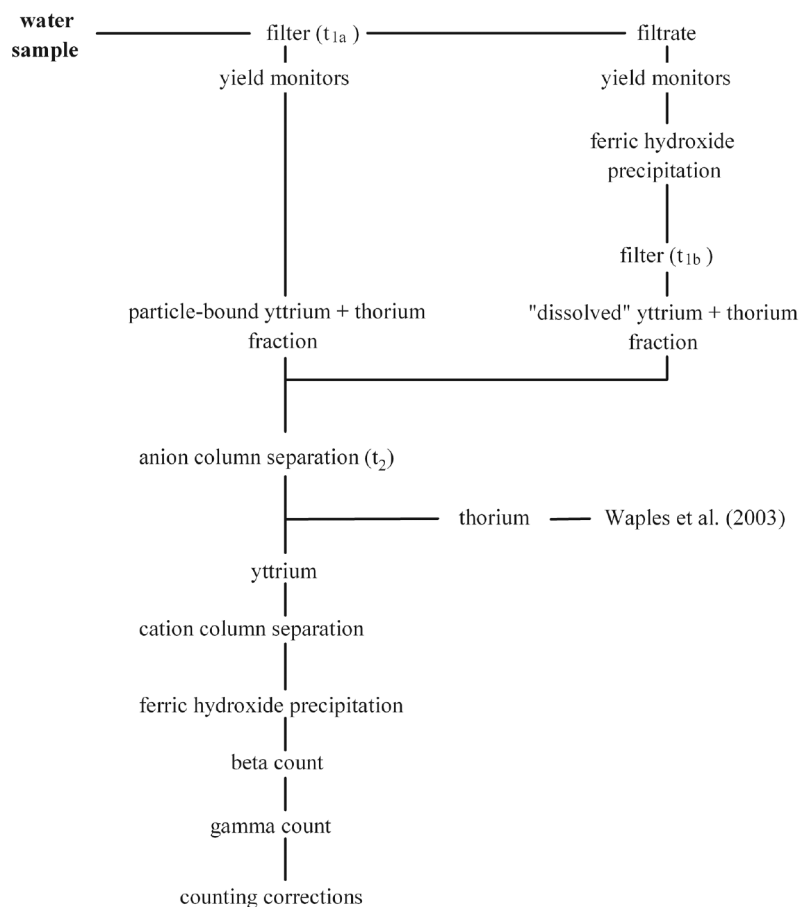 water
sample
filter (t1a)
filtrate
yield monitors
yield monitors
ferric hydroxide
precipitation
filter (t1b)
particle-bound yttrium + thorium
fraction
"dissolved" yttrium + thorium
fraction
anion column separation (t2)
thorium
Waples et al. (2003)
yttrium
cation column separation
ferric hydroxide precipitation
beta count
gamma count
counting corrections